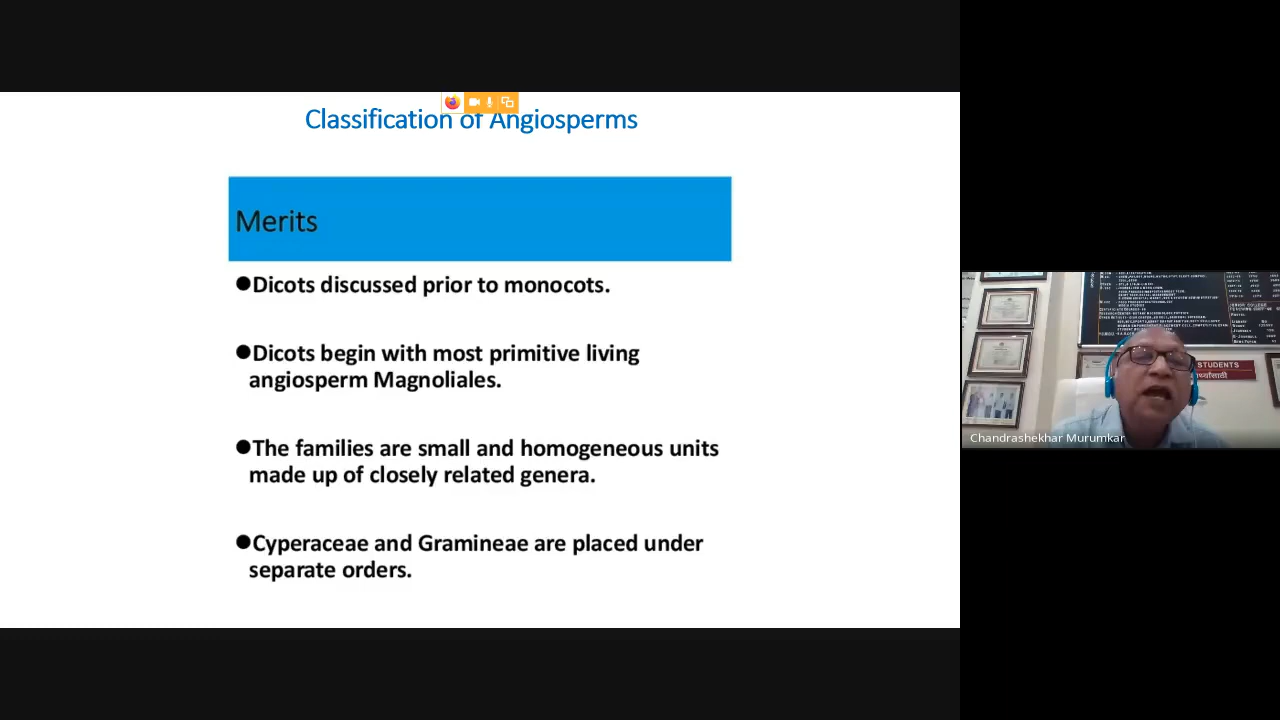 Classification of Angiosperms
Merits
●Dicots discussed prior to monocots.
●Dicots begin with most primitive living
angiosperm Magnoliales.
●The families are small and homogeneous units
made up of closely related genera.
●Cyperaceae and Gramineae are placed under
separate orders.
STUDENTS
Chandrashekhar Murumkar